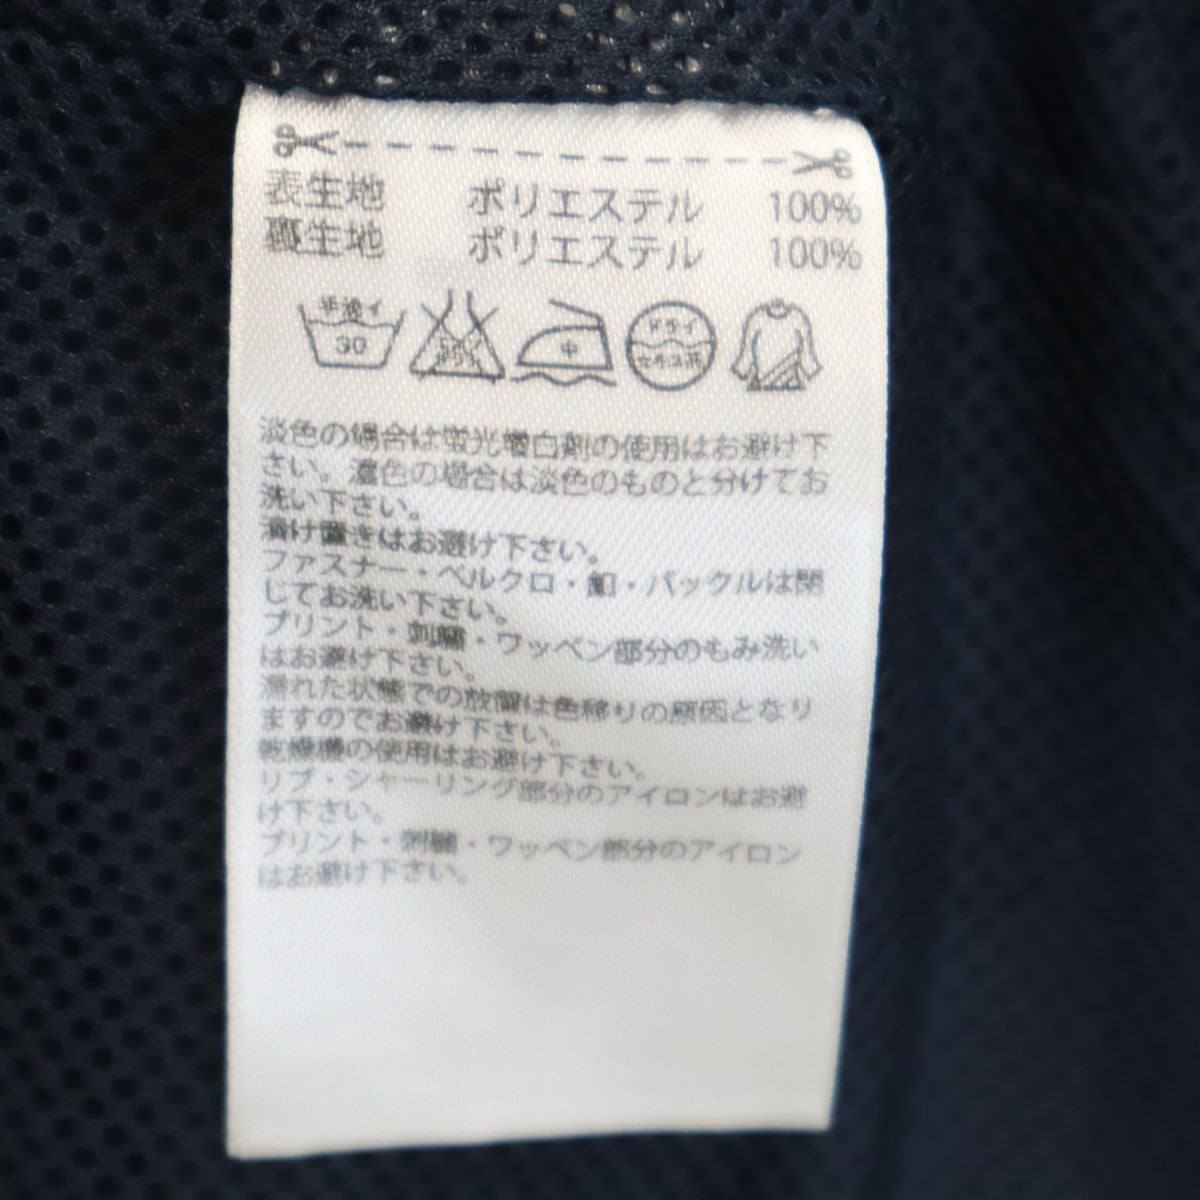 表生地 ポリエステル 100%
裏生地 ポリエステル 100%
手洗イ
30
中
ドライ
セキユ系
淡色の場合は蛍光増白剤の使用はお避け下
さい。濃色の場合は淡色のものと分けてお
洗い下さい。
漬け置きはお避け下さい。
ファスナー・ベルクロ・釦・バックルは閉
じてお洗い下さい。
プリント・刺繍・ワッペン部分のもみ洗い
はお避け下さい。
濡れた状態での放置は色移りの原因となり
ますのでお避け下さい。
乾燥機の使用はお避け下さい。
リブ・シャーリング部分のアイロンはお避
け下さい。
プリント・刺繍・ワッペン部分のアイロン
はお避け下さい。